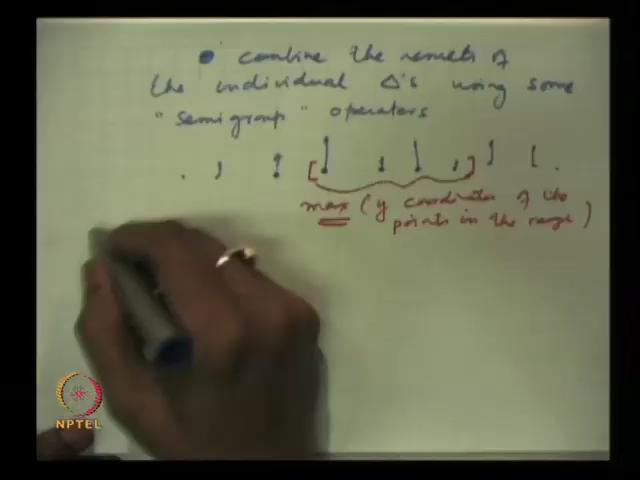 • combine the results of
the individual Δ's using some
"semigroup" operators
max ( y coordinates of the
points in the range )
NPTEL